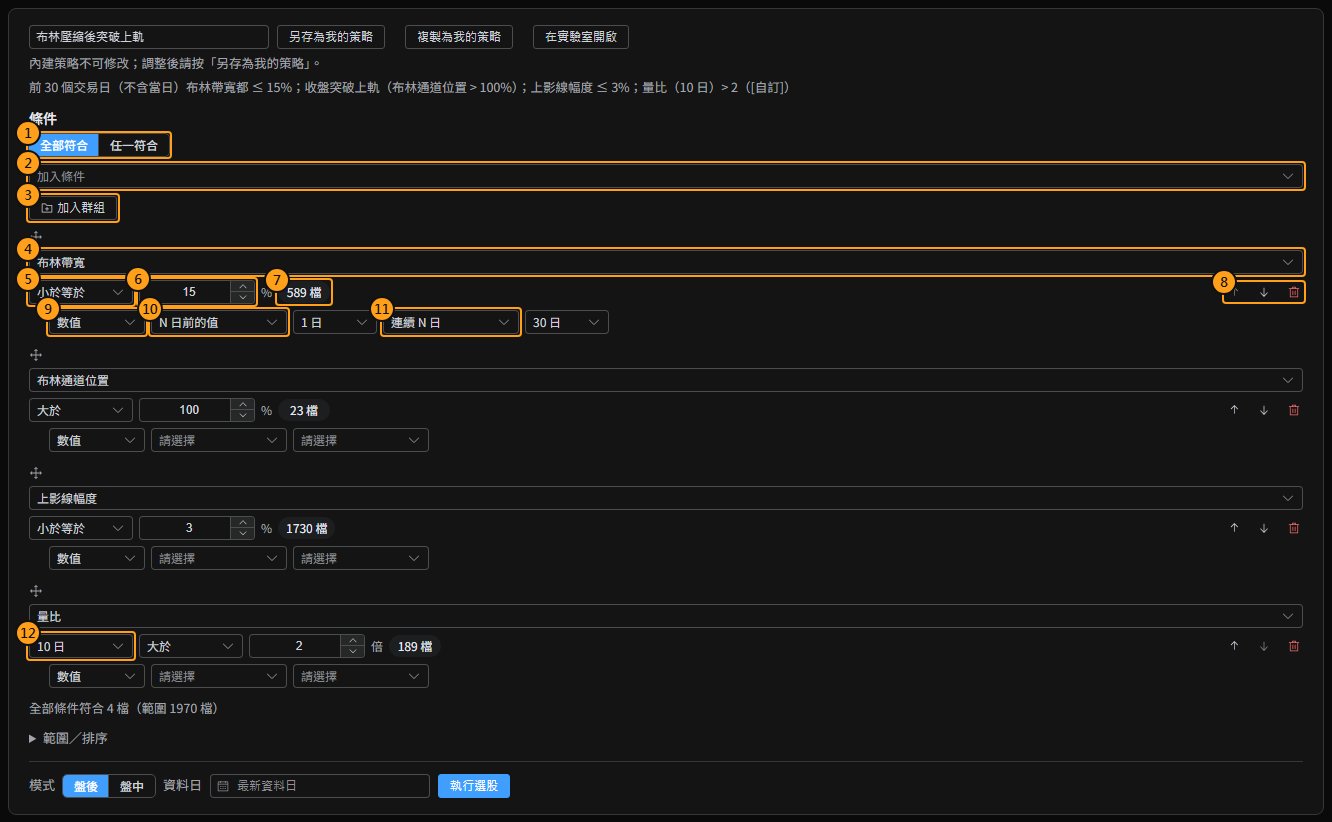 布林壓縮後突破上軌 另存為我的策略 複製為我的策略 在實驗室開啟
內建策略不可修改；調整後請按「另存為我的策略」。
前 30 個交易日（不含當日）布林帶寬都 ≤ 15%；收盤突破上軌（布林通道位置 > 100%）；上影線幅度 ≤ 3%；量比（10 日）> 2（[自訂]）
條件
1 全部符合 任一符合
2 加入條件
3 加入群組
4 布林帶寬
5 小於等於 6 15 % 7 589 檔 8
9 數值 10 N 日前的值 1 日 11 連續 N 日 30 日
布林通道位置
大於 100 % 23 檔
數值 請選擇 請選擇
上影線幅度
小於等於 3 % 1730 檔
數值 請選擇 請選擇
量比
12 10 日 大於 2 倍 189 檔
數值 請選擇 請選擇
全部條件符合 4 檔（範圍 1970 檔）
範圍／排序
模式 盤後 盤中 資料日 最新資料日 執行選股